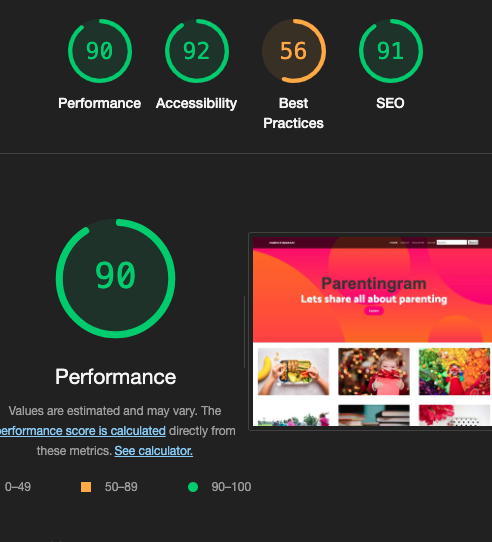 90
92
56
91
Performance
Accessibility
Best
Practices
SEO
90
Parentingram
Lets share all about parenting
Performance
Values are estimated and may vary. The
performance score is calculated directly from
these metrics. See calculator.
0–49
50–89
90–100